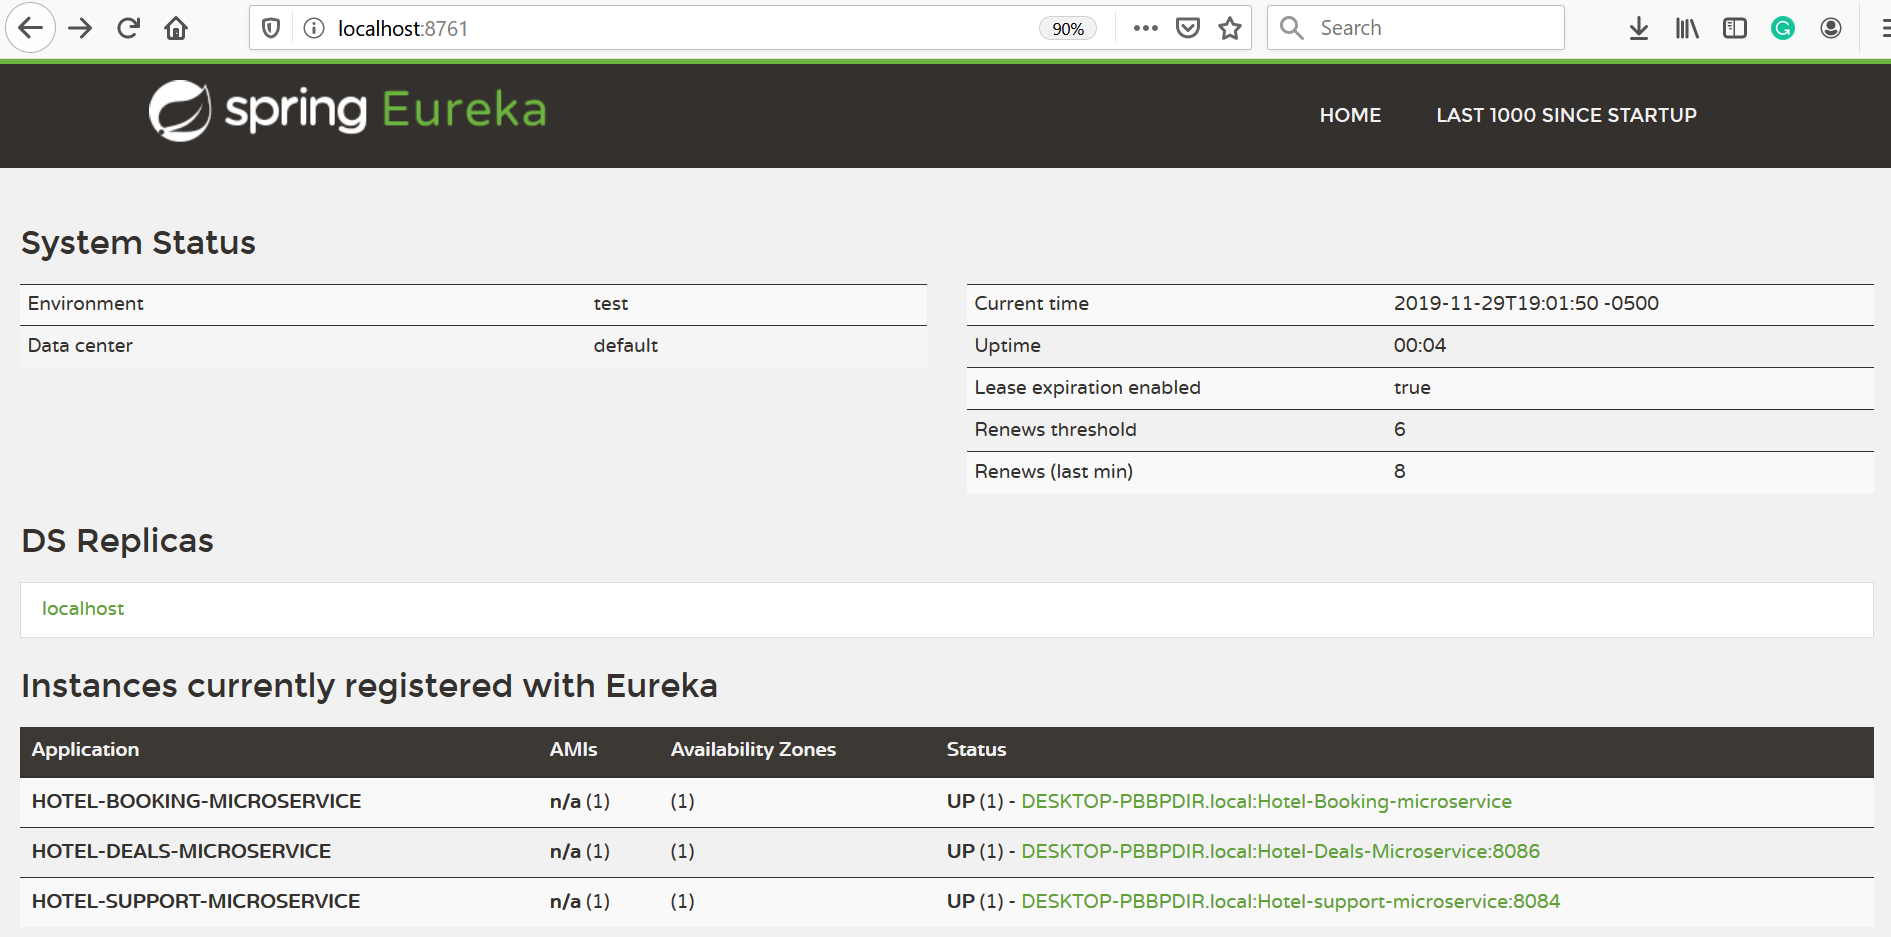 localhost:8761 90% Search
spring Eureka HOME LAST 1000 SINCE STARTUP
System Status
Environment test
Data center default
Current time 2019-11-29T19:01:50 -0500
Uptime 00:04
Lease expiration enabled true
Renews threshold 6
Renews (last min) 8
DS Replicas
localhost
Instances currently registered with Eureka
Application AMIs Availability Zones Status
HOTEL-BOOKING-MICROSERVICE n/a (1) (1) UP (1) - DESKTOP-PBBPDIR.local:Hotel-Booking-microservice
HOTEL-DEALS-MICROSERVICE n/a (1) (1) UP (1) - DESKTOP-PBBPDIR.local:Hotel-Deals-Microservice:8086
HOTEL-SUPPORT-MICROSERVICE n/a (1) (1) UP (1) - DESKTOP-PBBPDIR.local:Hotel-support-microservice:8084